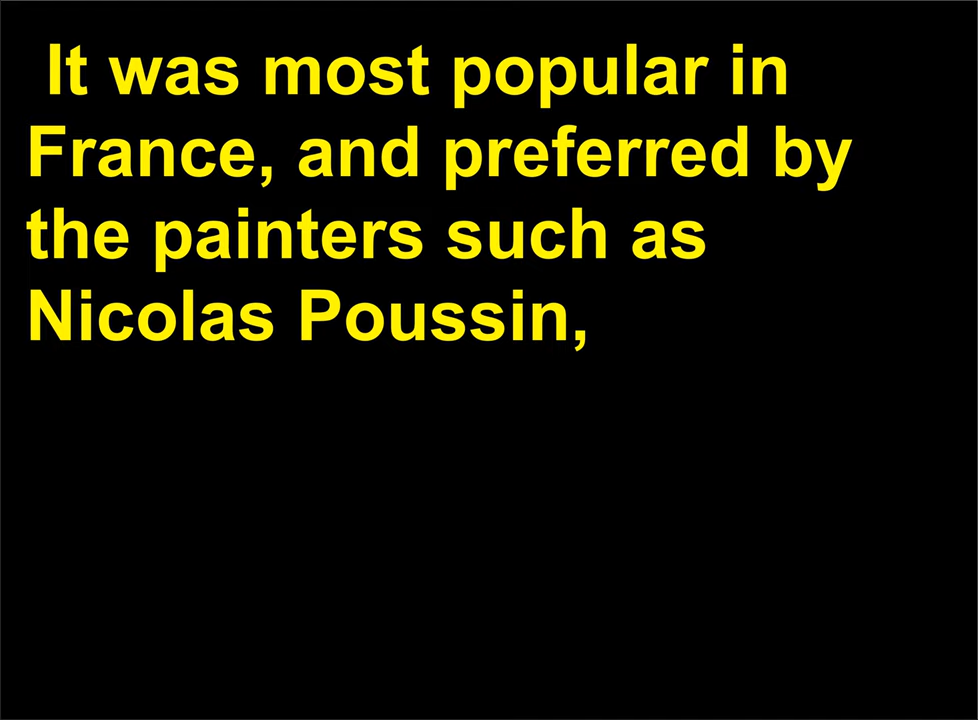 It was most popular in
France, and preferred by
the painters such as
Nicolas Poussin,